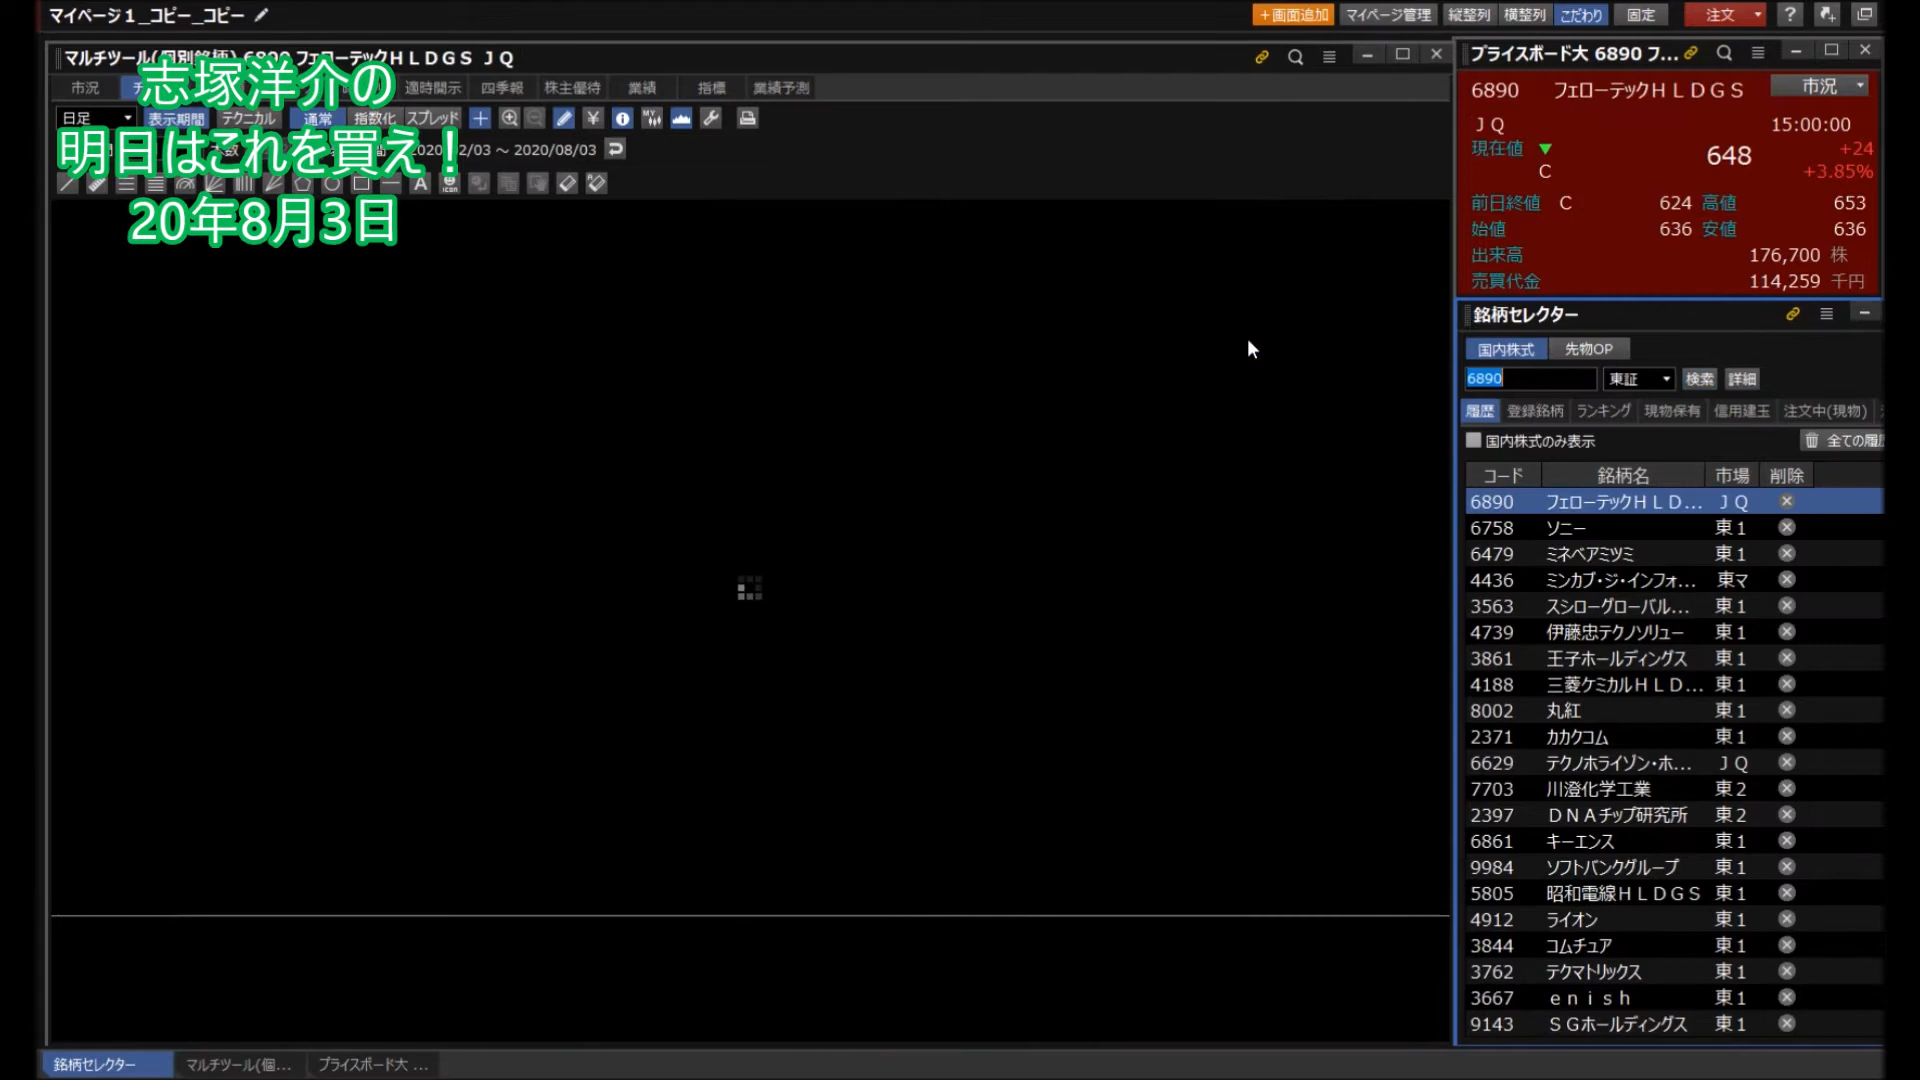 マイページ１_コピー_コピー
＋画面追加 マイページ管理 縦整列 横整列 こだわり 固定 注文 ?
マルチツール(個別銘柄) 6890 フェローテックＨＬＤＧＳ ＪＱ
市況 適時開示 四季報 株主優待 業績 指標 業績予測
日足 表示期間 テクニカル 通常 指数化 スプレッド
2/03 ～ 2020/08/03
志塚洋介の
明日はこれを買え！
20年8月3日
プライスボード大 6890 フ...
6890 フェローテックＨＬＤＧＳ 市況
ＪＱ 15:00:00
現在値 648 +24
C +3.85%
前日終値 C 624 高値 653
始値 636 安値 636
出来高 176,700 株
売買代金 114,259 千円
銘柄セレクター
国内株式 先物OP
6890 東証 検索 詳細
履歴 登録銘柄 ランキング 現物保有 信用建玉 注文中(現物)
国内株式のみ表示 全ての履
コード 銘柄名 市場 削除
6890 フェローテックＨＬＤ... ＪＱ
6758 ソニー 東１
6479 ミネベアミツミ 東１
4436 ミンカブ・ジ・インフォ... 東マ
3563 スシローグローバル... 東１
4739 伊藤忠テクノソリュー 東１
3861 王子ホールディングス 東１
4188 三菱ケミカルＨＬＤ... 東１
8002 丸紅 東１
2371 カカクコム 東１
6629 テクノホライゾン・ホ... ＪＱ
7703 川澄化学工業 東２
2397 ＤＮＡチップ研究所 東２
6861 キーエンス 東１
9984 ソフトバンクグループ 東１
5805 昭和電線ＨＬＤＧＳ 東１
4912 ライオン 東１
3844 コムチュア 東１
3762 テクマトリックス 東１
3667 ｅｎｉｓｈ 東１
9143 ＳＧホールディングス 東１
銘柄セレクター マルチツール(個... プライスボード大 ...